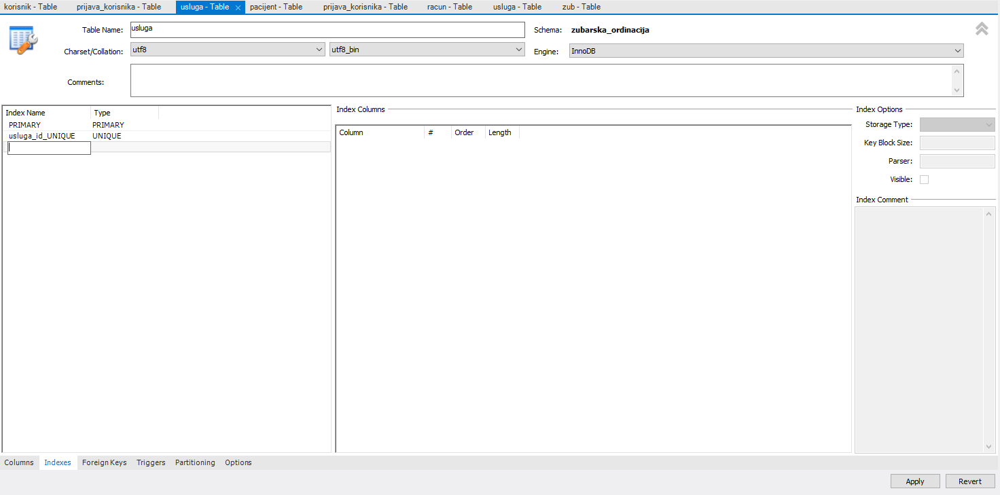 korisnik - Table prijava_korisnika - Table usluga - Table pacijent - Table prijava_korisnika - Table racun - Table usluga - Table zub - Table
Table Name: usluga Schema: zubarska_ordinacija
Charset/Collation: utf8 utf8_bin Engine: InnoDB
Comments:
Index Name Type
PRIMARY PRIMARY
usluga_id_UNIQUE UNIQUE
Index Columns
Column # Order Length
Index Options
Storage Type:
Key Block Size:
Parser:
Visible:
Index Comment
Columns Indexes Foreign Keys Triggers Partitioning Options
Apply Revert